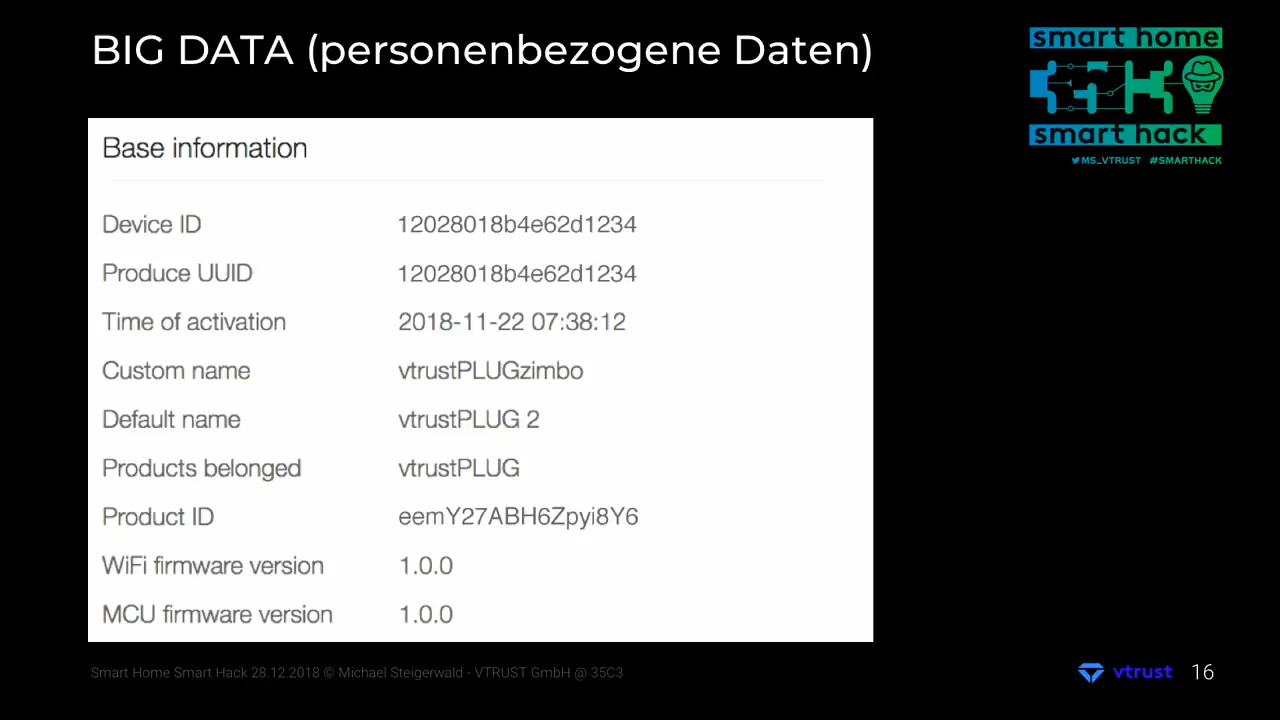 BIG DATA (personenbezogene Daten)
smart home
smart hack
MS_VTRUST #SMARTHACK
Base information
Device ID 12028018b4e62d1234
Produce UUID 12028018b4e62d1234
Time of activation 2018-11-22 07:38:12
Custom name vtrustPLUGzimbo
Default name vtrustPLUG 2
Products belonged vtrustPLUG
Product ID eemY27ABH6Zpyi8Y6
WiFi firmware version 1.0.0
MCU firmware version 1.0.0
Smart Home Smart Hack 28.12.2018 © Michael Steigerwald - VTRUST GmbH @ 35C3
vtrust 16